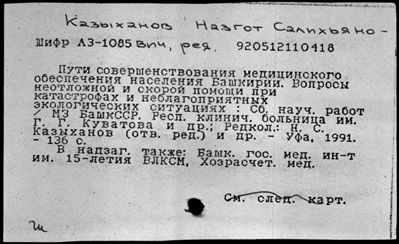 Казыханов Назгот Салихьяно-
Шифр А3-1085 вич, ред. 920512110418
Пути совершенствования медицинского
обеспечения населения Башкирии. Вопросы
неотложной и скорой помощи при
катастрофах и неблагоприятных
экологических ситуациях : Сб. науч. работ
/ МЗ БашкССР. Респ. клинич. больница им.
Г. Г. Куватова и др.; Редкол.: Н. С.
Казыханов (отв. ред.) и др. - Уфа, 1991.
- 136 с.
В надзаг. также: Башк. гос. мед. ин-т
им. 15-летия ВЛКСМ, Хозрасчет. мед.
См. след. карт.